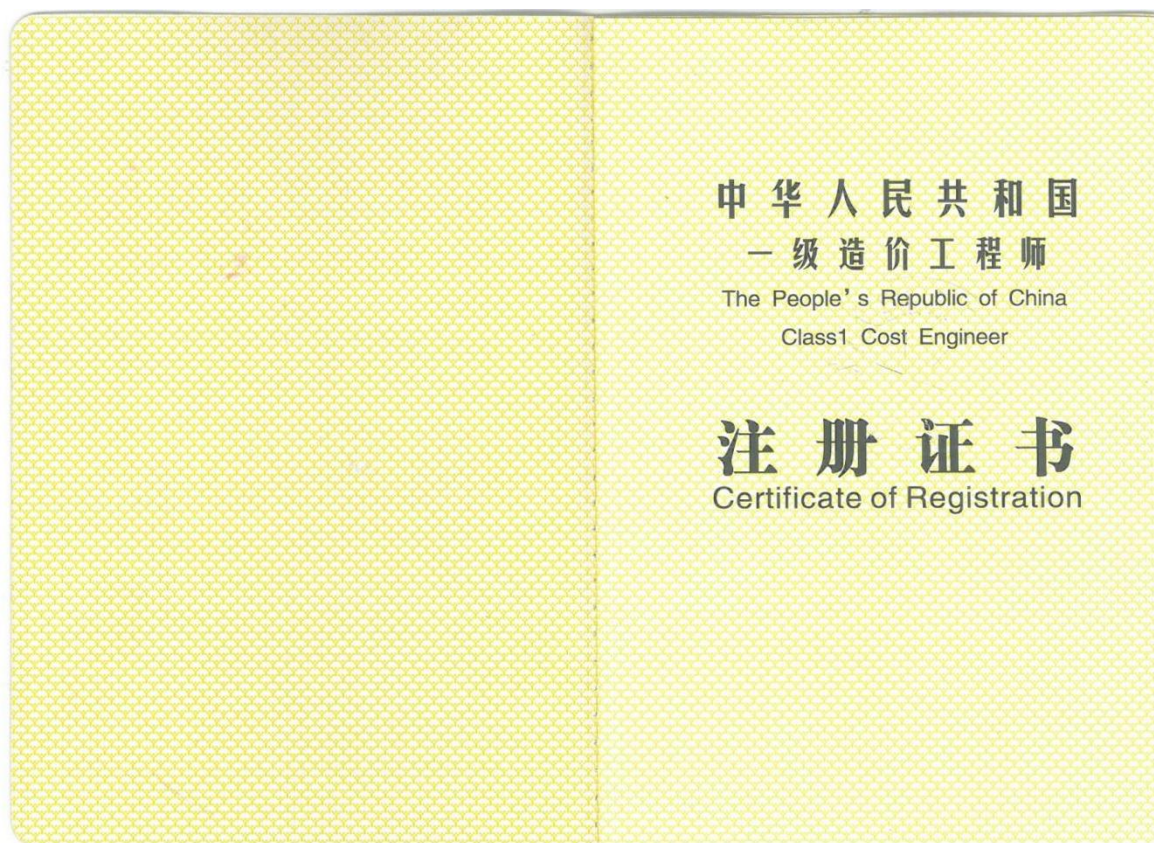 中华人民共和国
一级造价工程师
The People's Republic of China
Class1 Cost Engineer
注册证书
Certificate of Registration